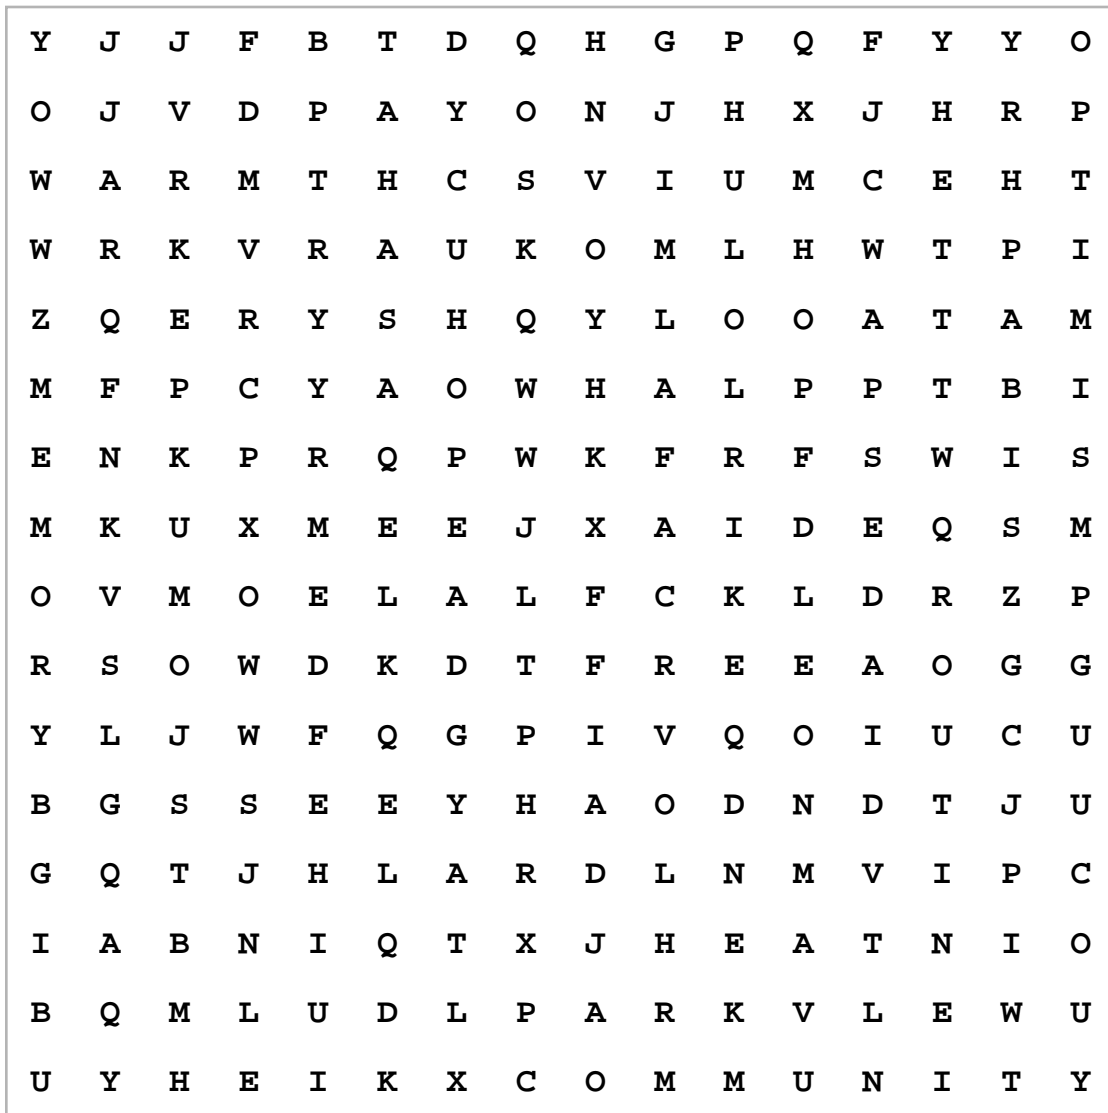 Y J J F B T D Q H G P Q F Y Y O
O J V D P A Y O N J H X J H R P
W A R M T H C S V I U M C E H T
W R K V R A U K O M L H W T P I
Z Q E R Y S H Q Y L O O A T A M
M F P C Y A O W H A L P P T B I
E N K P R Q P W K F R F S W I S
M K U X M E E J X A I D E Q S M
O V M O E L A L F C K L D R Z P
R S O W D K D T F R E E A O G G
Y L J W F Q G P I V Q O I U C U
B G S S E E Y H A O D N D T J U
G Q T J H L A R D L N M V I P C
I A B N I Q T X J H E A T N I O
B Q M L U D L P A R K V L E W U
U Y H E I K X C O M M U N I T Y